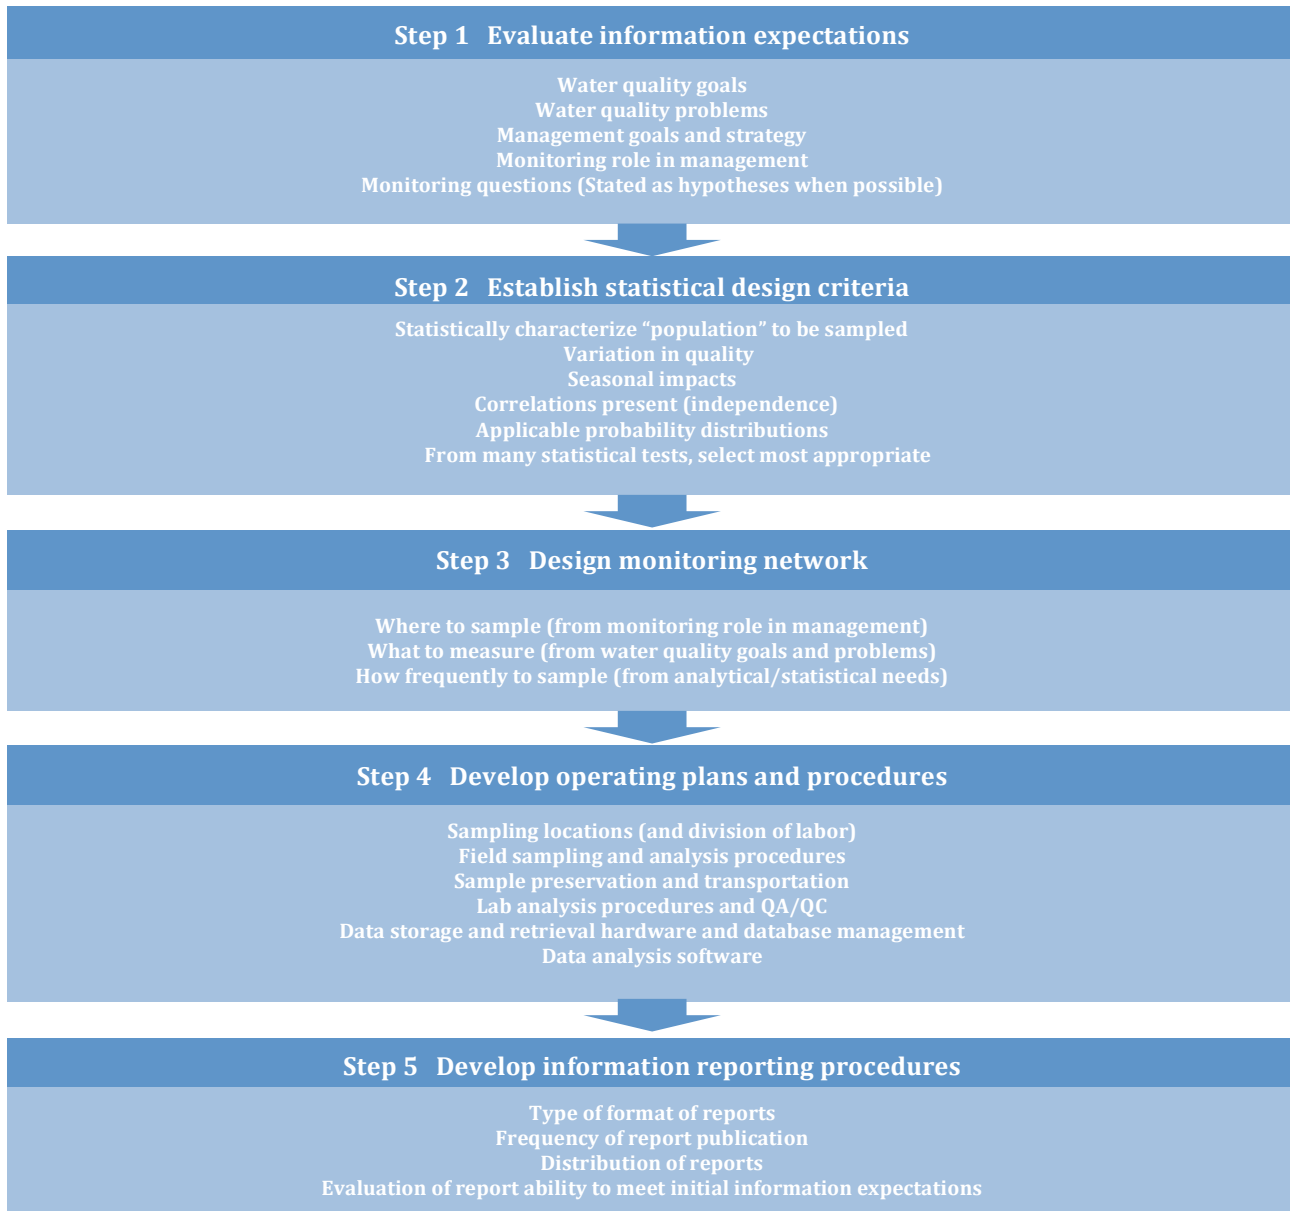 Step 1 Evaluate information expectations
Water quality goals
Water quality problems
Management goals and strategy
Monitoring role in management
Monitoring questions (Stated as hypotheses when possible)
Step 2 Establish statistical design criteria
Statistically characterize “population” to be sampled
Variation in quality
Seasonal impacts
Correlations present (independence)
Applicable probability distributions
From many statistical tests, select most appropriate
Step 3 Design monitoring network
Where to sample (from monitoring role in management)
What to measure (from water quality goals and problems)
How frequently to sample (from analytical/statistical needs)
Step 4 Develop operating plans and procedures
Sampling locations (and division of labor)
Field sampling and analysis procedures
Sample preservation and transportation
Lab analysis procedures and QA/QC
Data storage and retrieval hardware and database management
Data analysis software
Step 5 Develop information reporting procedures
Type of format of reports
Frequency of report publication
Distribution of reports
Evaluation of report ability to meet initial information expectations